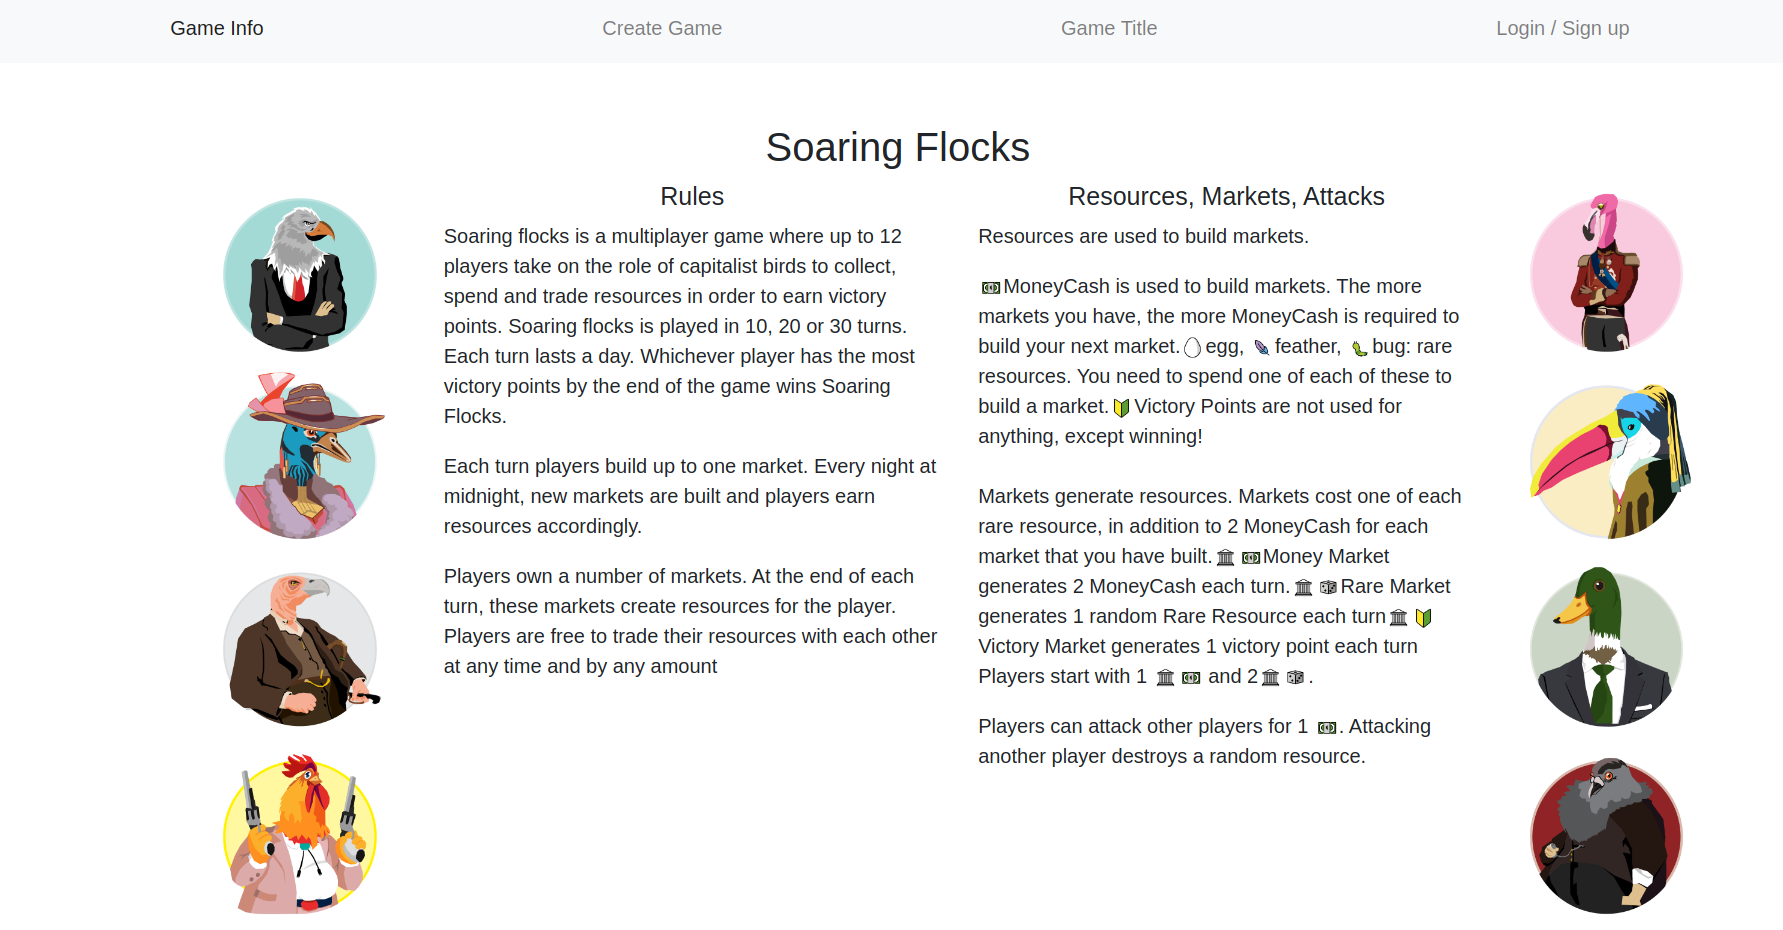 Game Info
Create Game
Game Title
Login / Sign up
Soaring Flocks
Rules
Soaring flocks is a multiplayer game where up to 12
players take on the role of capitalist birds to collect,
spend and trade resources in order to earn victory
points. Soaring flocks is played in 10, 20 or 30 turns.
Each turn lasts a day. Whichever player has the most
victory points by the end of the game wins Soaring
Flocks.
Each turn players build up to one market. Every night at
midnight, new markets are built and players earn
resources accordingly.
Players own a number of markets. At the end of each
turn, these markets create resources for the player.
Players are free to trade their resources with each other
at any time and by any amount
Resources, Markets, Attacks
Resources are used to build markets.
MoneyCash is used to build markets. The more
markets you have, the more MoneyCash is required to
build your next market. egg, feather, bug: rare
resources. You need to spend one of each of these to
build a market. Victory Points are not used for
anything, except winning!
Markets generate resources. Markets cost one of each
rare resource, in addition to 2 MoneyCash for each
market that you have built. Money Market
generates 2 MoneyCash each turn. Rare Market
generates 1 random Rare Resource each turn
Victory Market generates 1 victory point each turn
Players start with 1 and 2 .
Players can attack other players for 1 . Attacking
another player destroys a random resource.